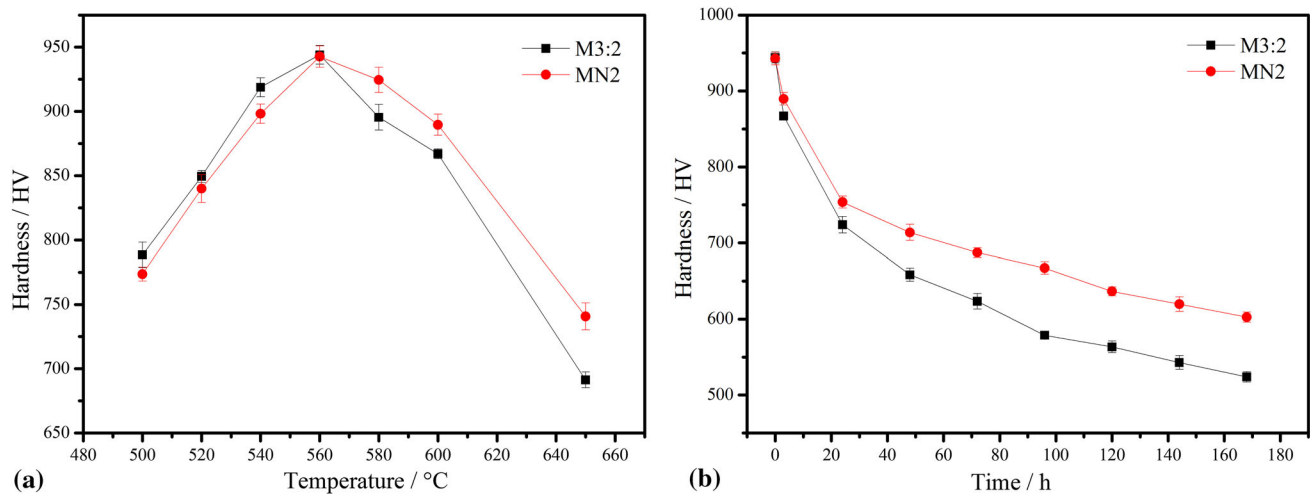 950
900
850
800
750
700
650
Hardness / HV
M3:2
MN2
480 500 520 540 560 580 600 620 640 660
Temperature / °C
(a)
1000
900
800
700
600
500
Hardness / HV
M3:2
MN2
0 20 40 60 80 100 120 140 160 180
Time / h
(b)